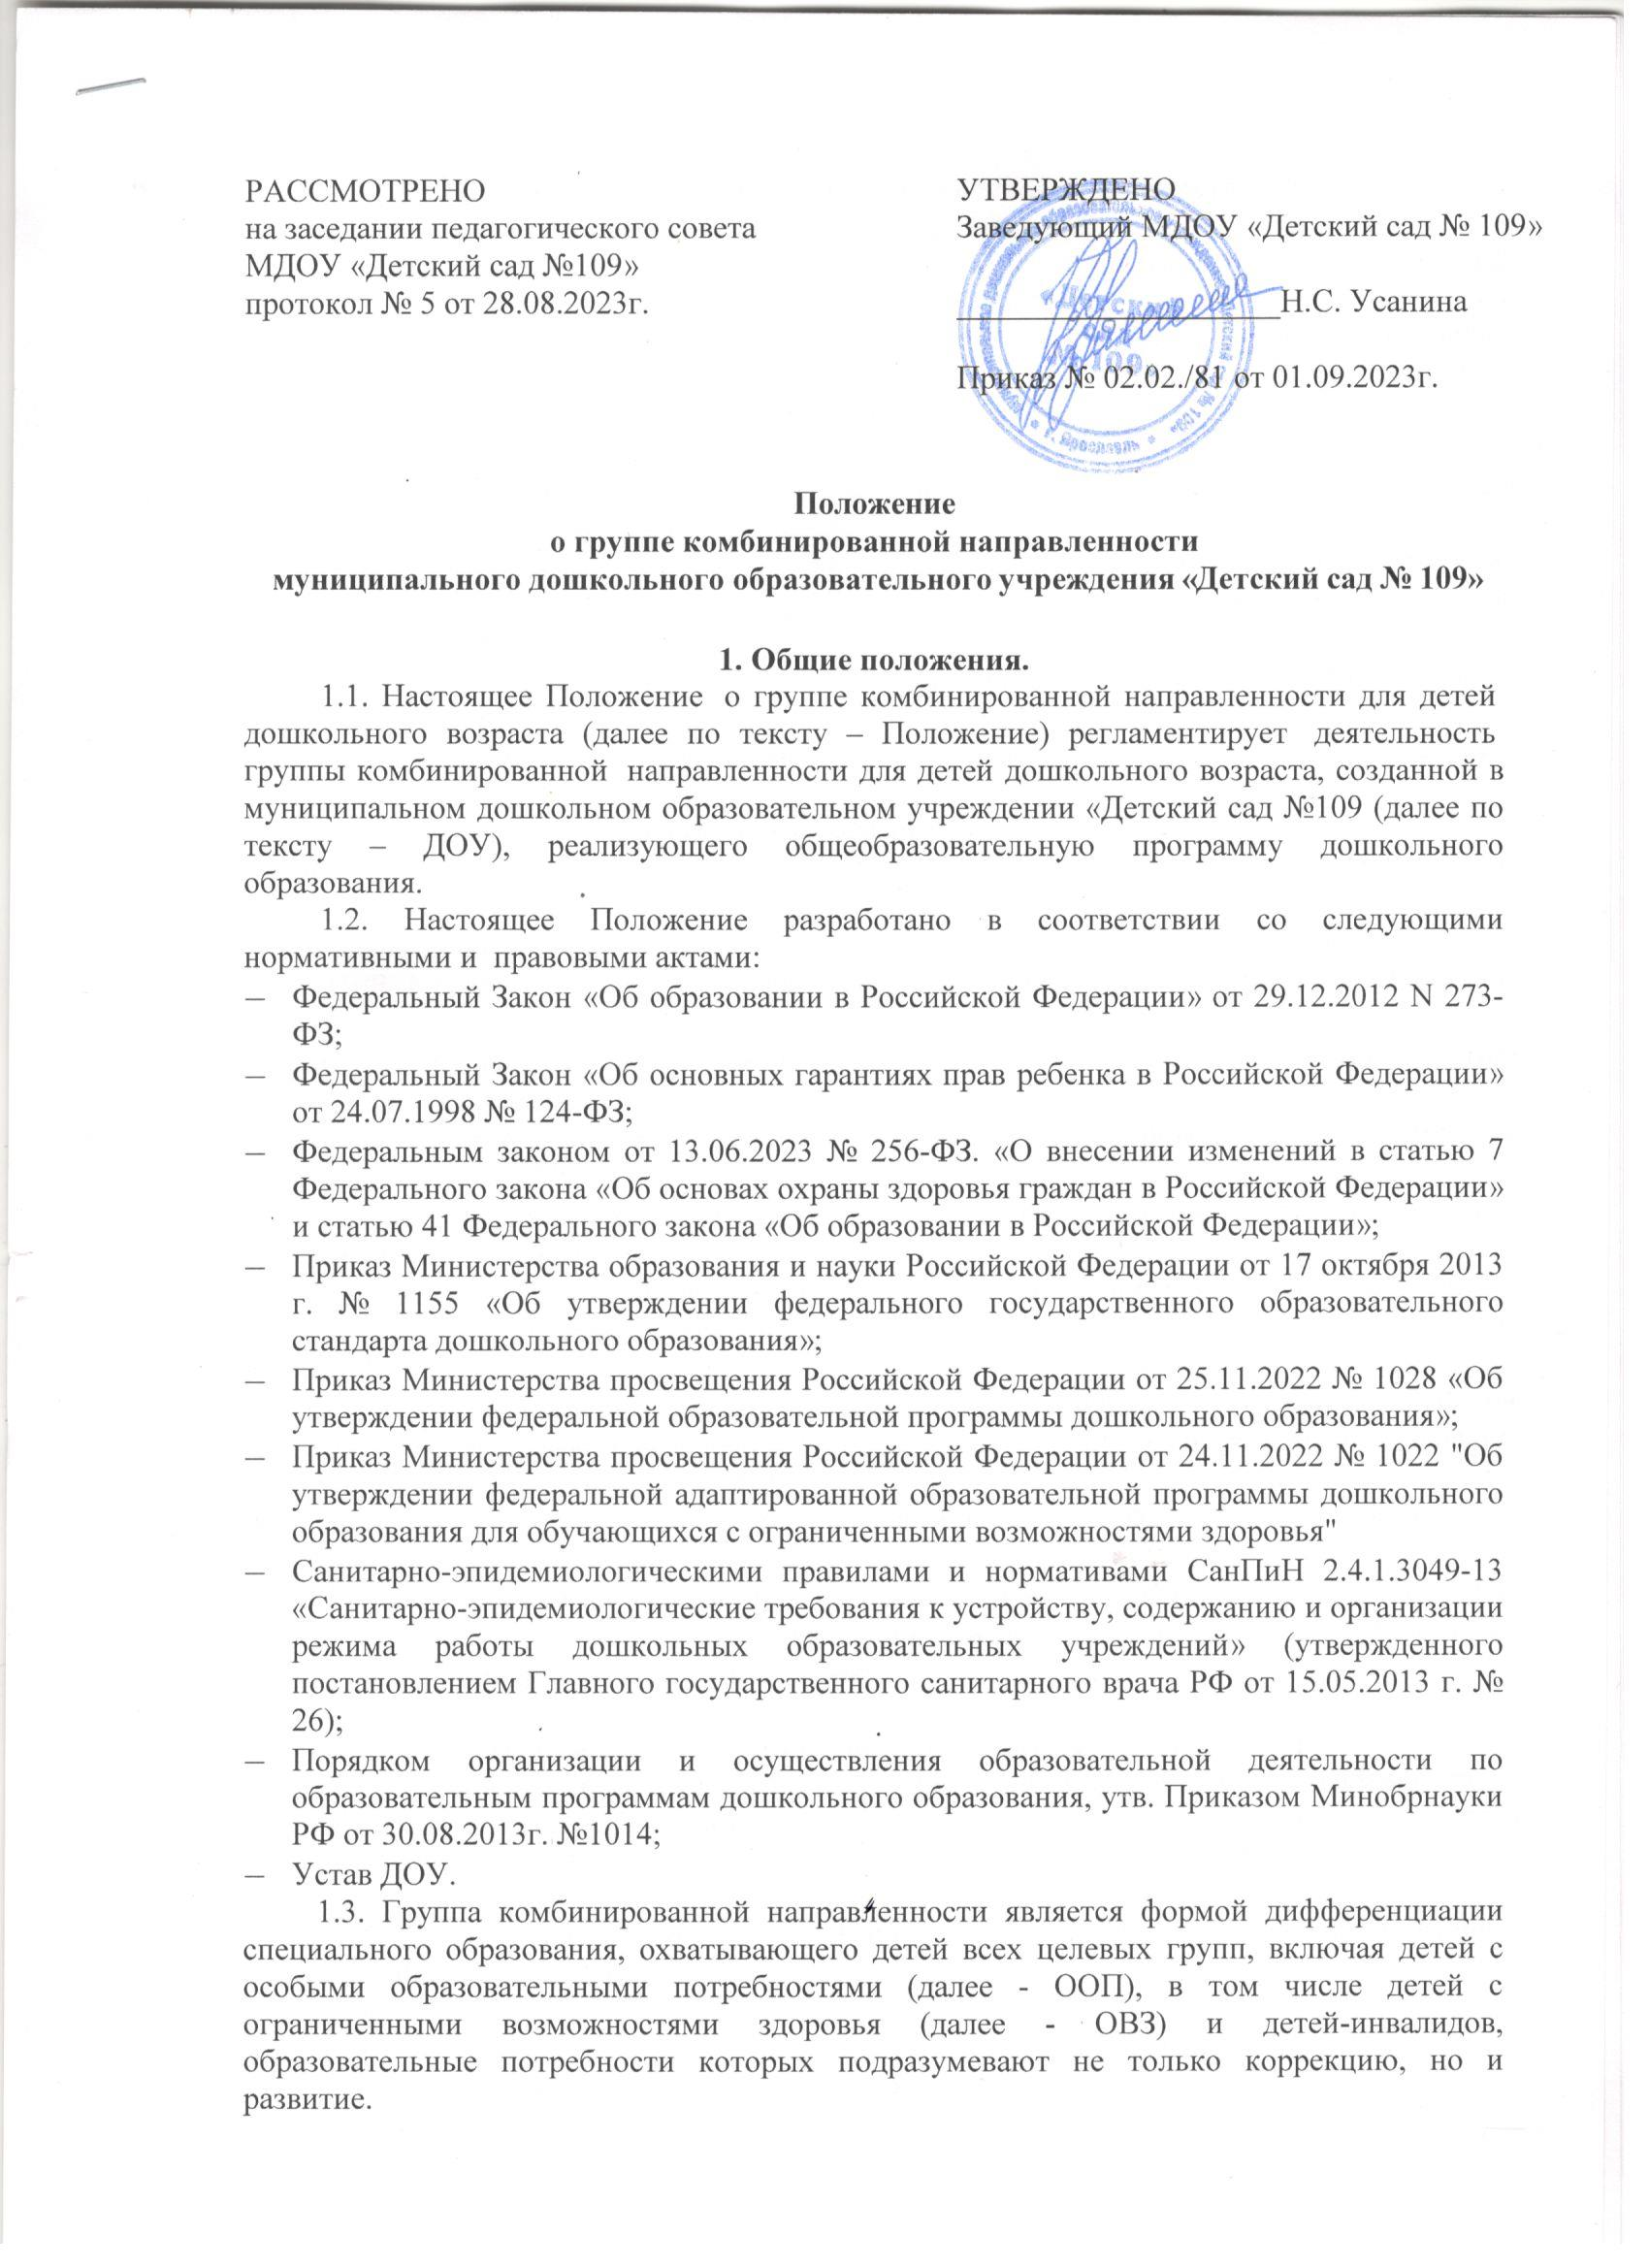 РАССМОТРЕНО
на заседании педагогического совета
МДОУ «Детский сад №109»
протокол № 5 от 28.08.2023г.
УТВЕРЖДЕНО
Заведующий МДОУ «Детский сад № 109»
Н.С. Усанина
Приказ № 02.02./81 от 01.09.2023г.
«Детский
сад
№ 109»
г. Ярославль
Положение
о группе комбинированной направленности
муниципального дошкольного образовательного учреждения «Детский сад № 109»
1. Общие положения.
1.1. Настоящее Положение о группе комбинированной направленности для детей
дошкольного возраста (далее по тексту – Положение) регламентирует деятельность
группы комбинированной направленности для детей дошкольного возраста, созданной в
муниципальном дошкольном образовательном учреждении «Детский сад №109 (далее по
тексту – ДОУ), реализующего общеобразовательную программу дошкольного
образования.
1.2. Настоящее Положение разработано в соответствии со следующими
нормативными и правовыми актами:
– Федеральный Закон «Об образовании в Российской Федерации» от 29.12.2012 N 273-
ФЗ;
– Федеральный Закон «Об основных гарантиях прав ребенка в Российской Федерации»
от 24.07.1998 № 124-ФЗ;
– Федеральным законом от 13.06.2023 № 256-ФЗ. «О внесении изменений в статью 7
Федерального закона «Об основах охраны здоровья граждан в Российской Федерации»
и статью 41 Федерального закона «Об образовании в Российской Федерации»;
– Приказ Министерства образования и науки Российской Федерации от 17 октября 2013
г. № 1155 «Об утверждении федерального государственного образовательного
стандарта дошкольного образования»;
– Приказ Министерства просвещения Российской Федерации от 25.11.2022 № 1028 «Об
утверждении федеральной образовательной программы дошкольного образования»;
– Приказ Министерства просвещения Российской Федерации от 24.11.2022 № 1022 "Об
утверждении федеральной адаптированной образовательной программы дошкольного
образования для обучающихся с ограниченными возможностями здоровья"
– Санитарно-эпидемиологическими правилами и нормативами СанПиН 2.4.1.3049-13
«Санитарно-эпидемиологические требования к устройству, содержанию и организации
режима работы дошкольных образовательных учреждений» (утвержденного
постановлением Главного государственного санитарного врача РФ от 15.05.2013 г. №
26);
– Порядком организации и осуществления образовательной деятельности по
образовательным программам дошкольного образования, утв. Приказом Минобрнауки
РФ от 30.08.2013г. №1014;
– Устав ДОУ.
1.3. Группа комбинированной направленности является формой дифференциации
специального образования, охватывающего детей всех целевых групп, включая детей с
особыми образовательными потребностями (далее - ООП), в том числе детей с
ограниченными возможностями здоровья (далее - ОВЗ) и детей-инвалидов,
образовательные потребности которых подразумевают не только коррекцию, но и
развитие.